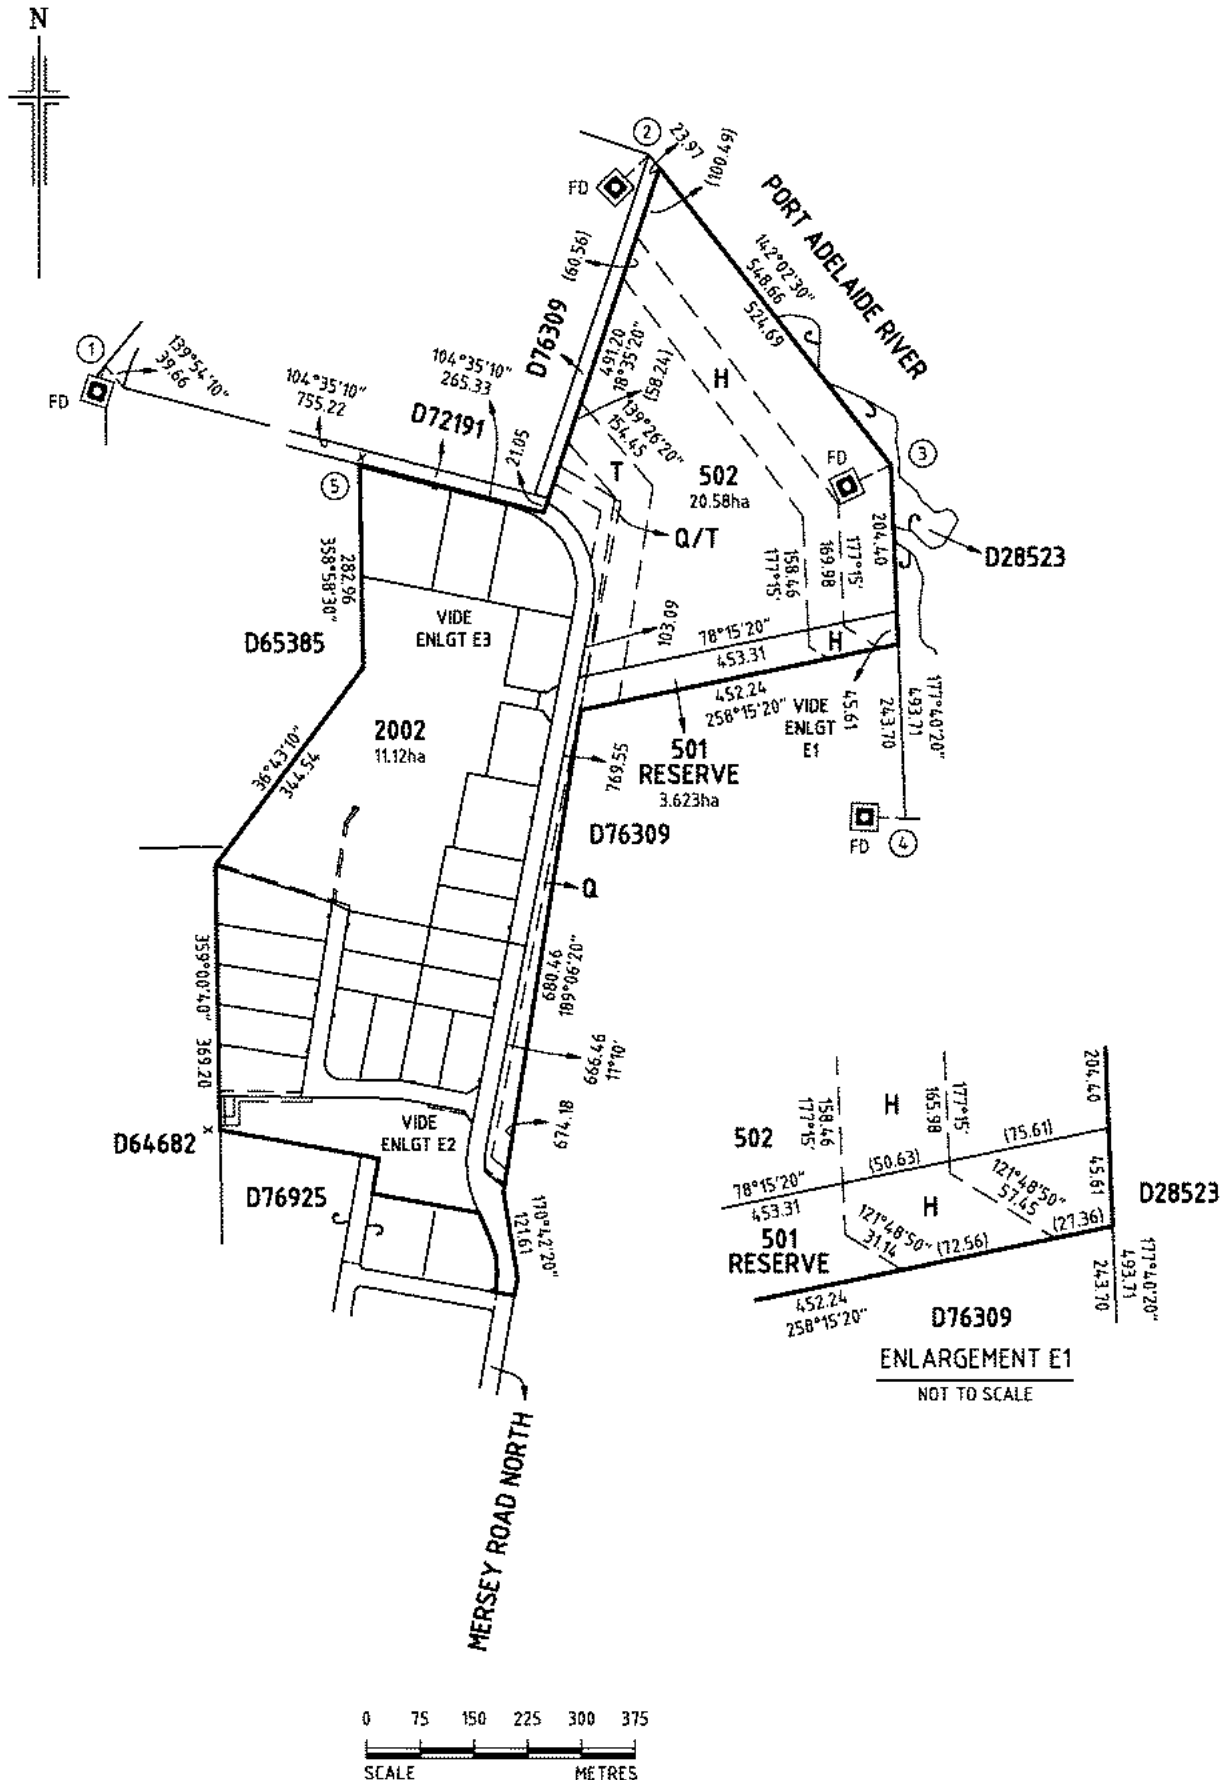 N
2
23.97
(100.49)
FD
PORT ADELAIDE RIVER
142°02'30"
548.66
524.69
(60.56)
D76309
491.20
18°35'20"
(58.24)
1
139°54'10"
39.66
FD
104°35'10"
755.22
104°35'10"
265.33
D72191
21.05
H
139°26'20"
154.45
T
502
20.58ha
FD
3
5
Q/T
204.40
D28523
177°15'
169.98
158.46
177°15'
282.96
358°58'30"
VIDE
ENLGT E3
D65385
103.09
78°15'20"
453.31
H
452.24
258°15'20"
VIDE
ENLGT
E1
45.61
243.70
493.71
177°40'20"
2002
11.12ha
36°43'10"
344.54
501
RESERVE
3.623ha
769.55
D76309
FD
4
Q
359°00'40"
369.20
680.46
189°06'20"
666.46
11°10'
674.18
VIDE
ENLGT E2
D64682
D76925
170°42'20"
121.61
MERSEY ROAD NORTH
204.40
177°15'
165.98
158.46
177°15'
H
502
(75.61)
(50.63)
78°15'20"
453.31
121°48'50"
57.45
45.61
D28523
H
121°48'50"
31.14
(27.36)
(72.56)
501
RESERVE
452.24
258°15'20"
D76309
177°40'20"
493.71
243.70
ENLARGEMENT E1
NOT TO SCALE
0 75 150 225 300 375
SCALE METRES